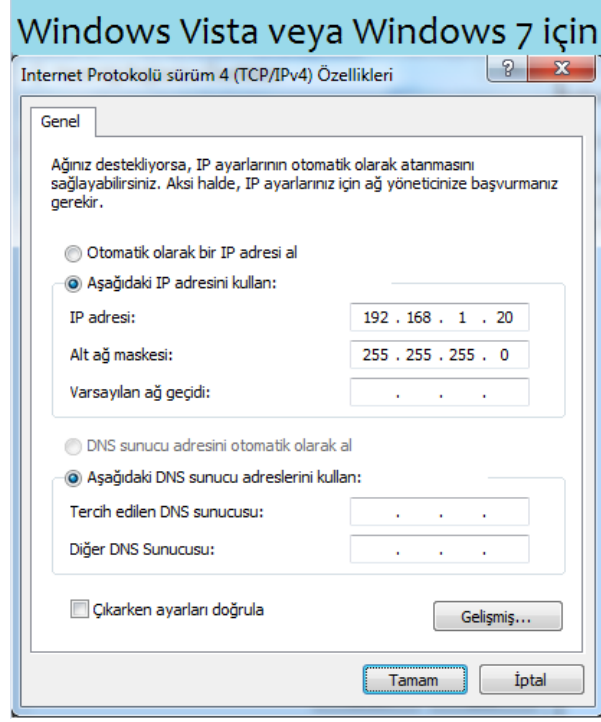 Windows Vista veya Windows 7 için
Internet Protokolü sürüm 4 (TCP/IPv4) Özellikleri
Genel
Ağınız destekliyorsa, IP ayarlarının otomatik olarak atanmasını
sağlayabilirsiniz. Aksi halde, IP ayarlarınız için ağ yöneticinize başvurmanız
gerekir.
Otomatik olarak bir IP adresi al
Aşağıdaki IP adresini kullan:
IP adresi: 192 . 168 . 1 . 20
Alt ağ maskesi: 255 . 255 . 255 . 0
Varsayılan ağ geçidi: . . .
DNS sunucu adresini otomatik olarak al
Aşağıdaki DNS sunucu adreslerini kullan:
Tercih edilen DNS sunucusu: . . .
Diğer DNS Sunucusu: . . .
Çıkarken ayarları doğrula
Gelişmiş...
Tamam İptal